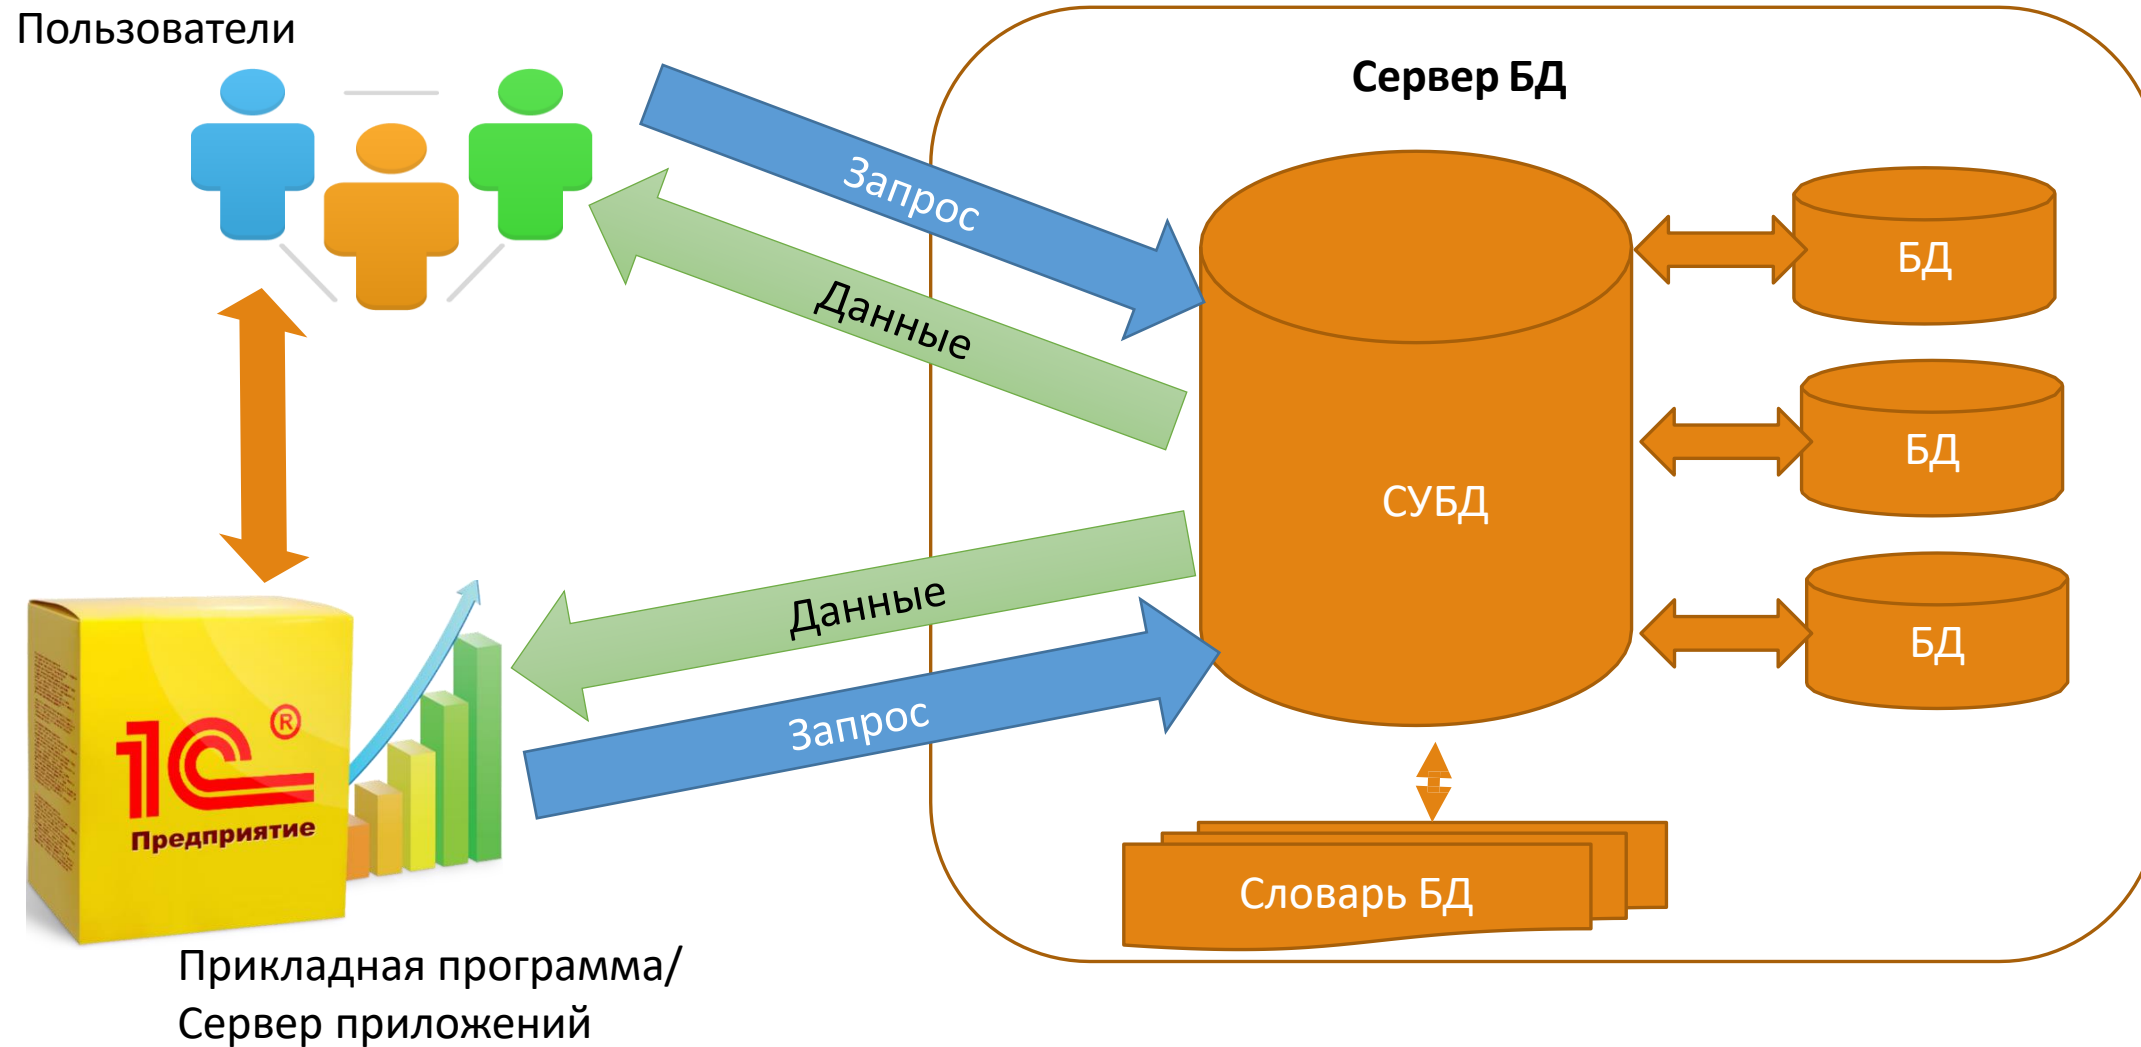 Пользователи
Сервер БД
Запрос
Данные
БД
БД
СУБД
Данные
БД
Запрос
1С®
Предприятие
Словарь БД
Прикладная программа/
Сервер приложений